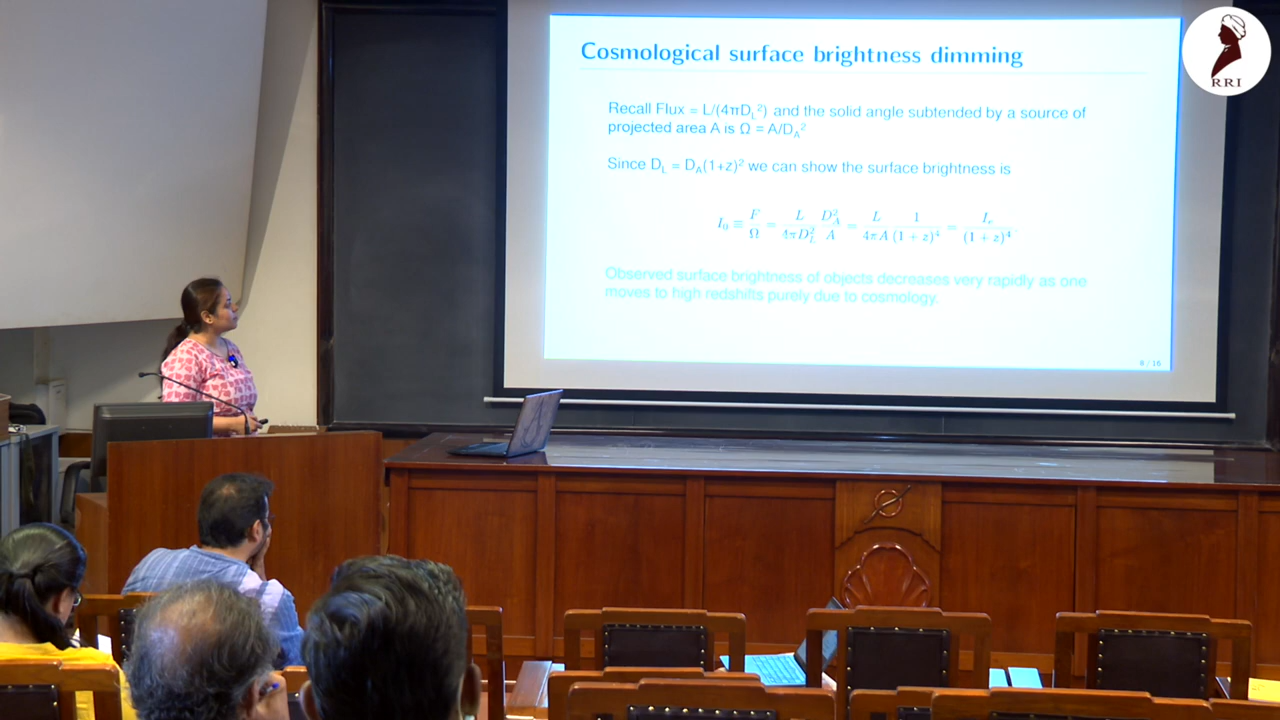 Cosmological surface brightness dimming
Recall Flux = L/(4πD_L²) and the solid angle subtended by a source of
projected area A is Ω = A/D_A²
Since D_L = D_A(1+z)² we can show the surface brightness is
I₀ ≡ F/Ω = L/(4πD_L²) D_A²/A = L/(4πA) 1/(1 + z)⁴ = I_e/(1 + z)⁴
Observed surface brightness of objects decreases very rapidly as one
moves to high redshifts purely due to cosmology.
8 / 16
RRI